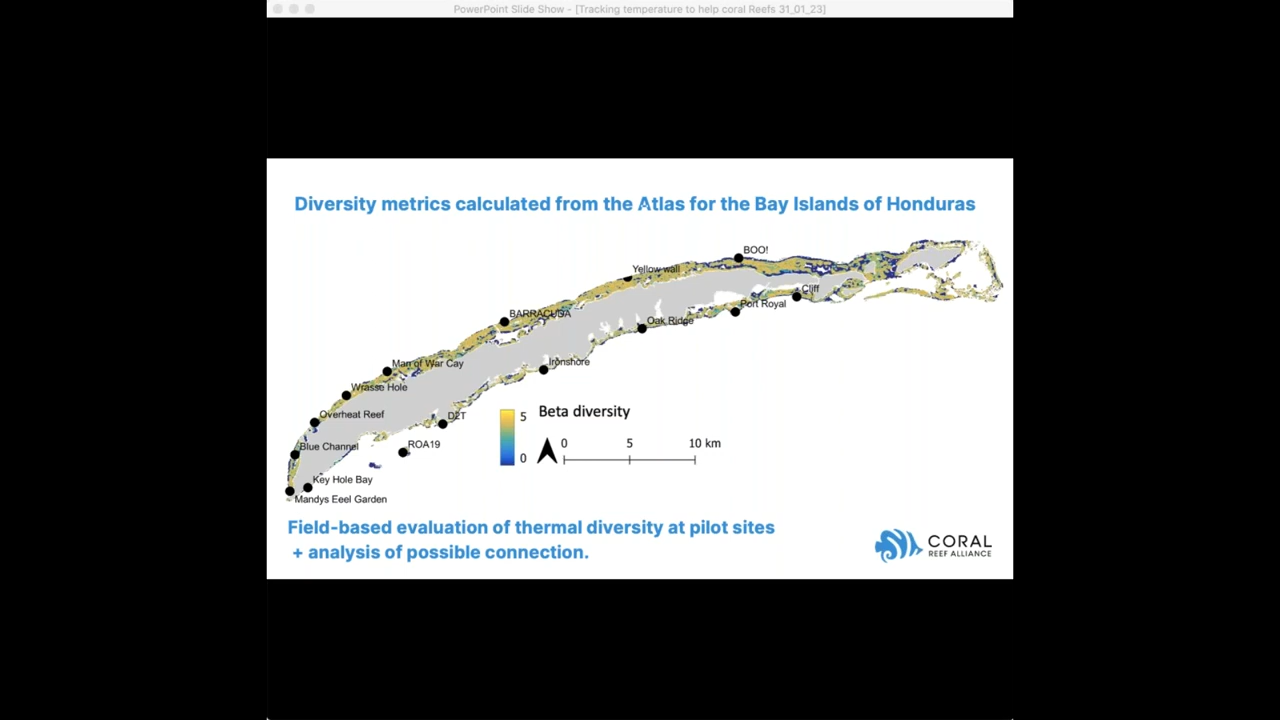 PowerPoint Slide Show - [Tracking temperature to help coral Reefs 31_01_23]
Diversity metrics calculated from the Atlas for the Bay Islands of Honduras
BOO!
Yellow wall
Cliff
Port Royal
BARRACUDA
Oak Ridge
Man of War Cay
Ironshore
Wrasse Hole
Overheat Reef
D2T
Blue Channel
ROA19
Key Hole Bay
Mandys Eeel Garden
5
0
Beta diversity
0 5 10 km
Field-based evaluation of thermal diversity at pilot sites
+ analysis of possible connection.
CORAL
REEF ALLIANCE